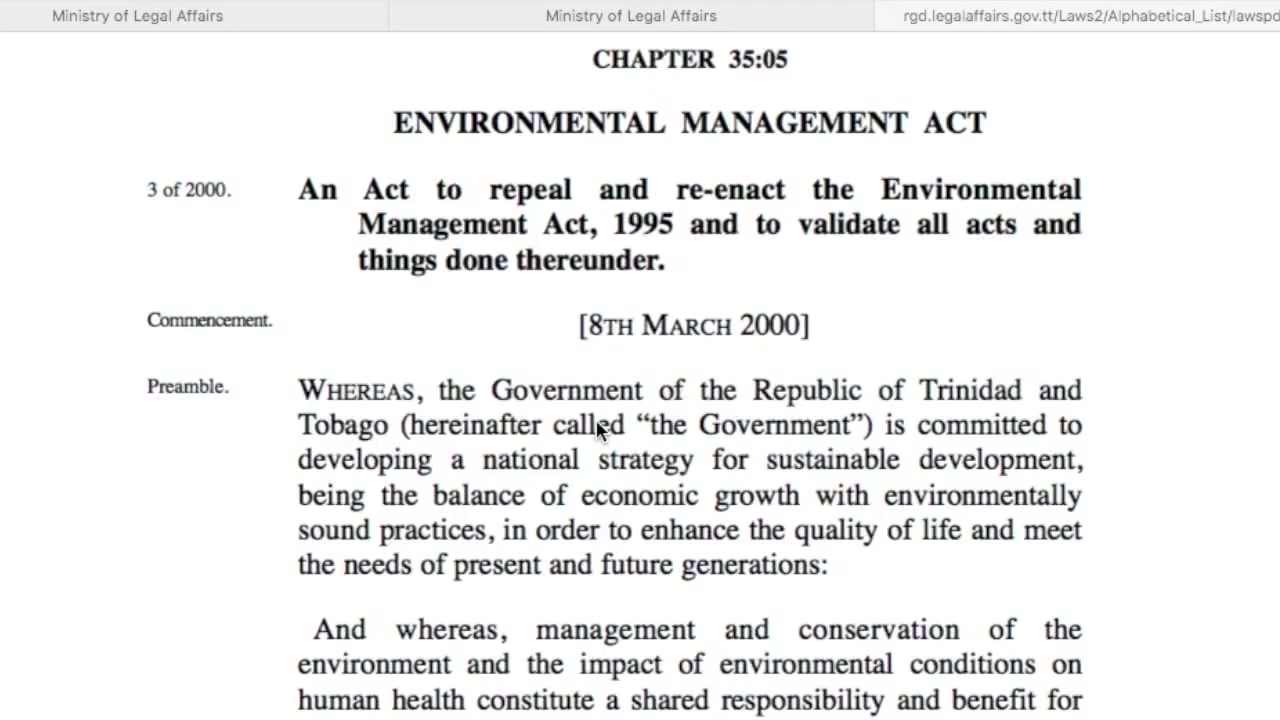 Ministry of Legal Affairs
Ministry of Legal Affairs
rgd.legalaffairs.gov.tt/Laws2/Alphabetical_List/lawspd
CHAPTER 35:05
ENVIRONMENTAL MANAGEMENT ACT
3 of 2000.
An Act to repeal and re-enact the Environmental
Management Act, 1995 and to validate all acts and
things done thereunder.
Commencement.
[8TH MARCH 2000]
Preamble.
WHEREAS, the Government of the Republic of Trinidad and
Tobago (hereinafter called “the Government”) is committed to
developing a national strategy for sustainable development,
being the balance of economic growth with environmentally
sound practices, in order to enhance the quality of life and meet
the needs of present and future generations:
And whereas, management and conservation of the
environment and the impact of environmental conditions on
human health constitute a shared responsibility and benefit for